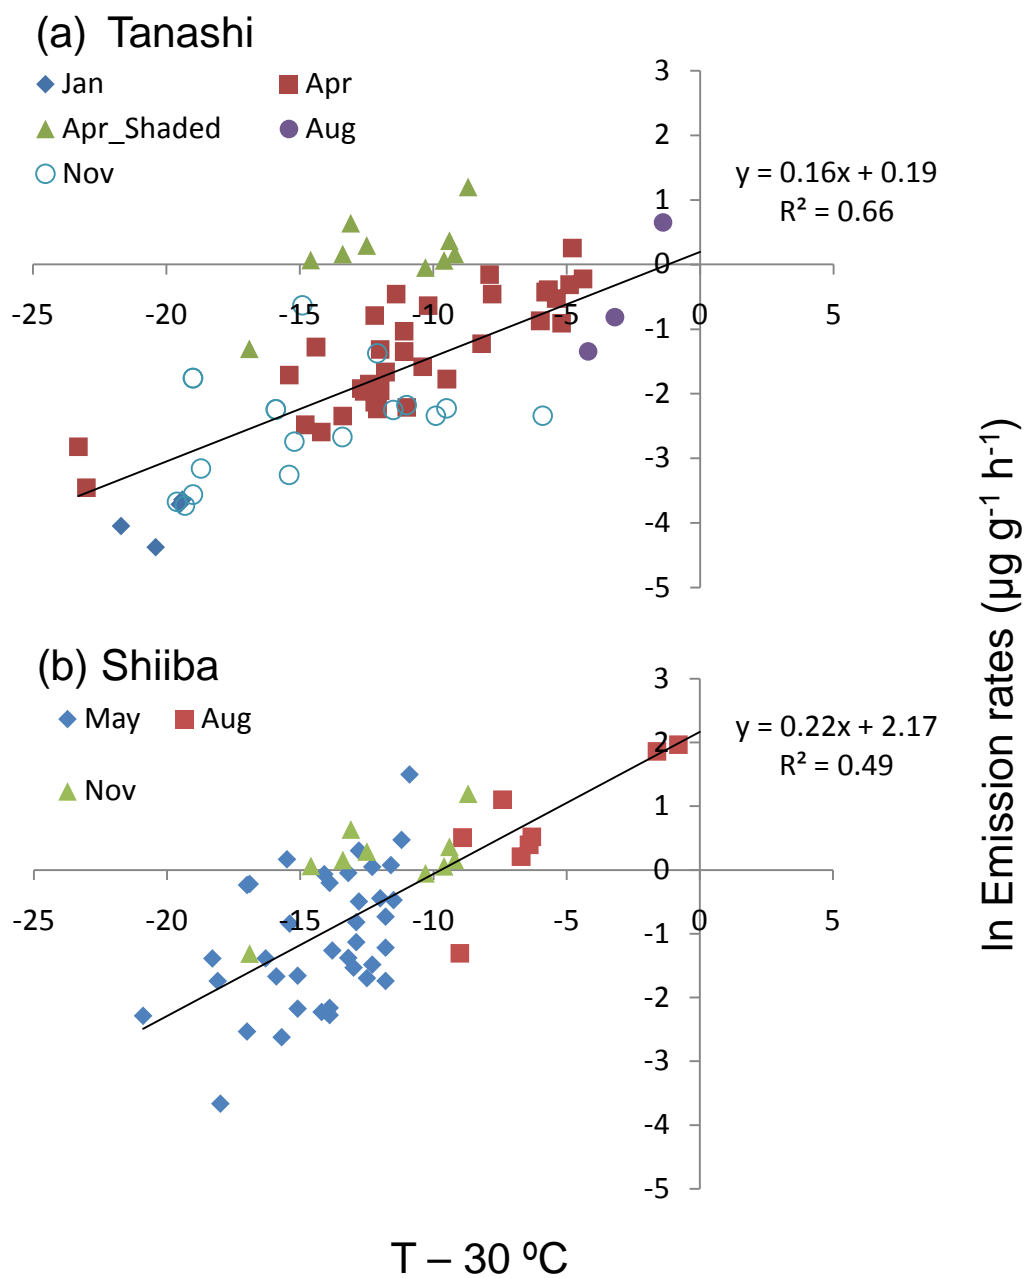 (a) Tanashi
Jan
Apr
Apr_Shaded
Aug
Nov
3
2
1
0
-1
-2
-3
-4
-5
-25
-20
-15
-10
-5
0
5
y = 0.16x + 0.19
R² = 0.66
(b) Shiiba
May
Aug
Nov
3
2
1
0
-1
-2
-3
-4
-5
-25
-20
-15
-10
-5
0
5
y = 0.22x + 2.17
R² = 0.49
ln Emission rates (µg g⁻¹ h⁻¹)
T – 30 ºC